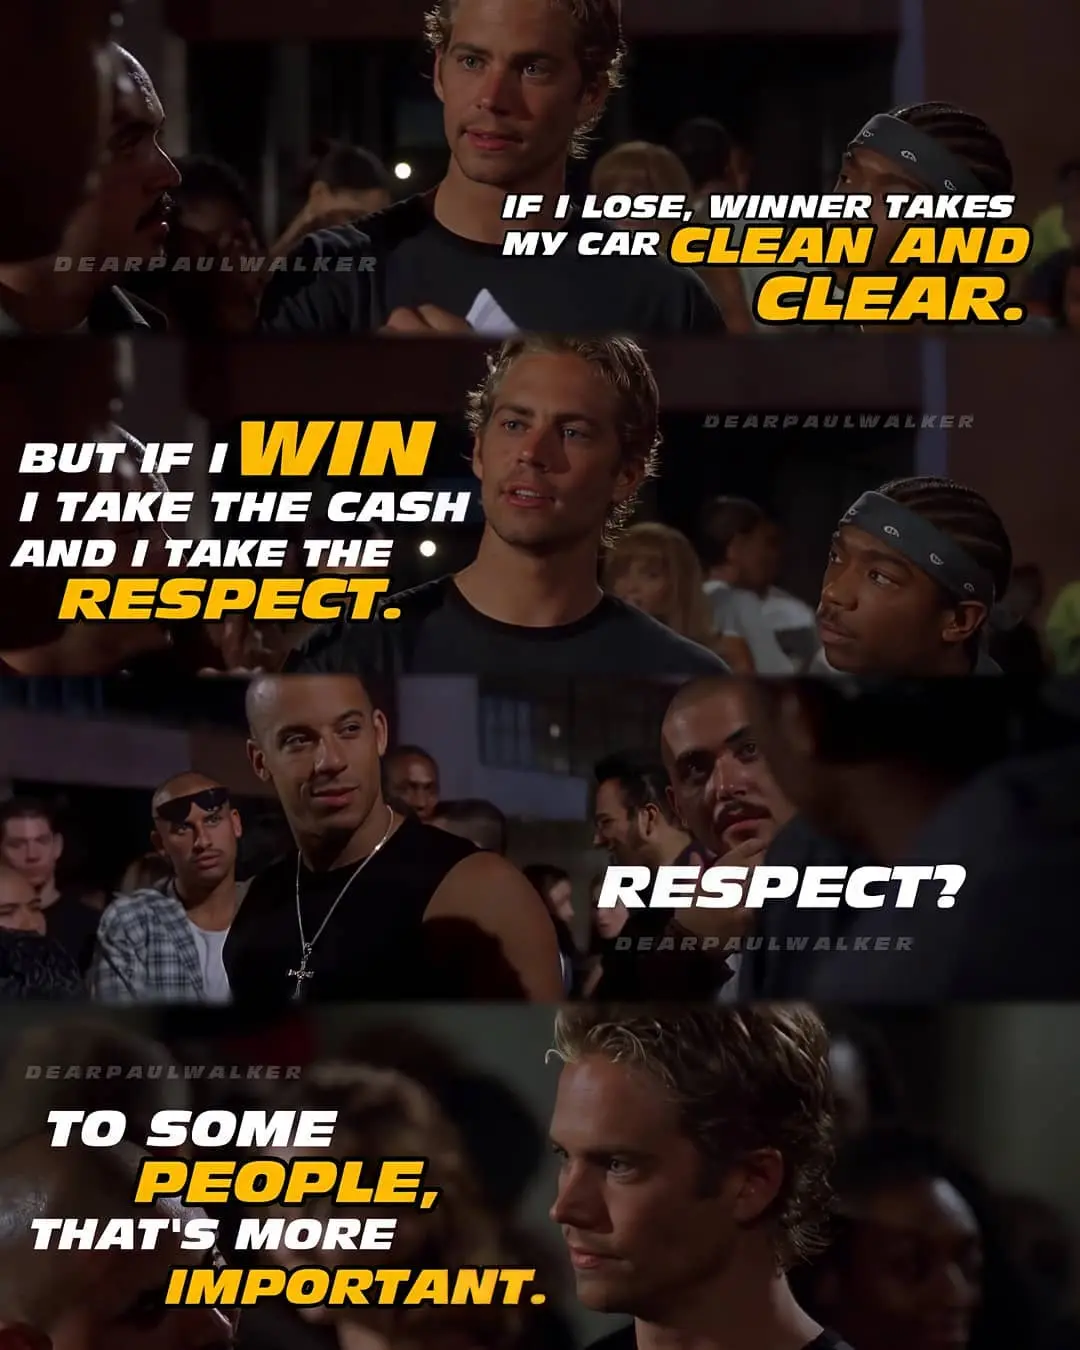 IF I LOSE, WINNER TAKES
MY CAR CLEAN AND
CLEAR.
DEARPAULWALKER
DEARPAULWALKER
BUT IF I WIN
I TAKE THE CASH
AND I TAKE THE
RESPECT.
RESPECT?
DEARPAULWALKER
DEARPAULWALKER
TO SOME
PEOPLE,
THAT'S MORE
IMPORTANT.